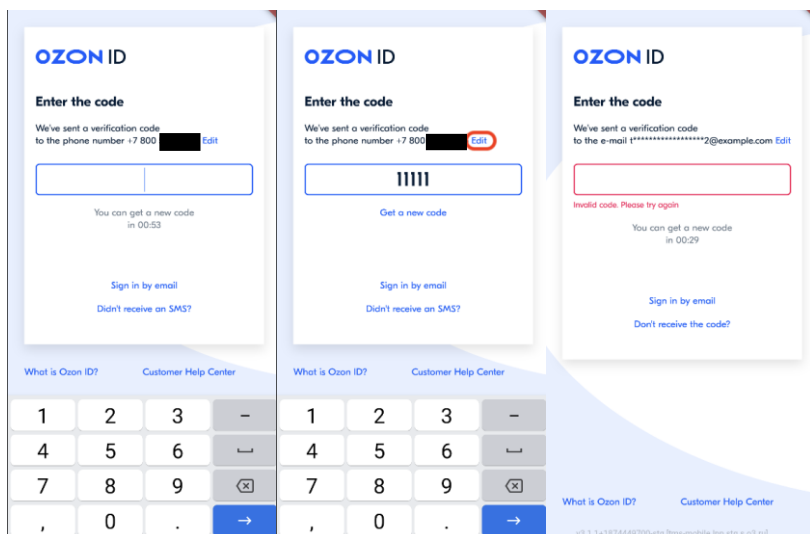 OZON ID
Enter the code
We've sent a verification code
to the phone number +7 800 Edit
You can get a new code
in 00:53
Sign in by email
Didn't receive an SMS?
What is Ozon ID?
Customer Help Center
1 2 3 –
4 5 6
7 8 9
, 0 .
OZON ID
Enter the code
We've sent a verification code
to the phone number +7 800 Edit
11111
Get a new code
Sign in by email
Didn't receive an SMS?
What is Ozon ID?
Customer Help Center
1 2 3 –
4 5 6
7 8 9
, 0 .
OZON ID
Enter the code
We've sent a verification code
to the e-mail t******************2@example.com Edit
Invalid code. Please try again
You can get a new code
in 00:29
Sign in by email
Don't receive the code?
What is Ozon ID?
Customer Help Center